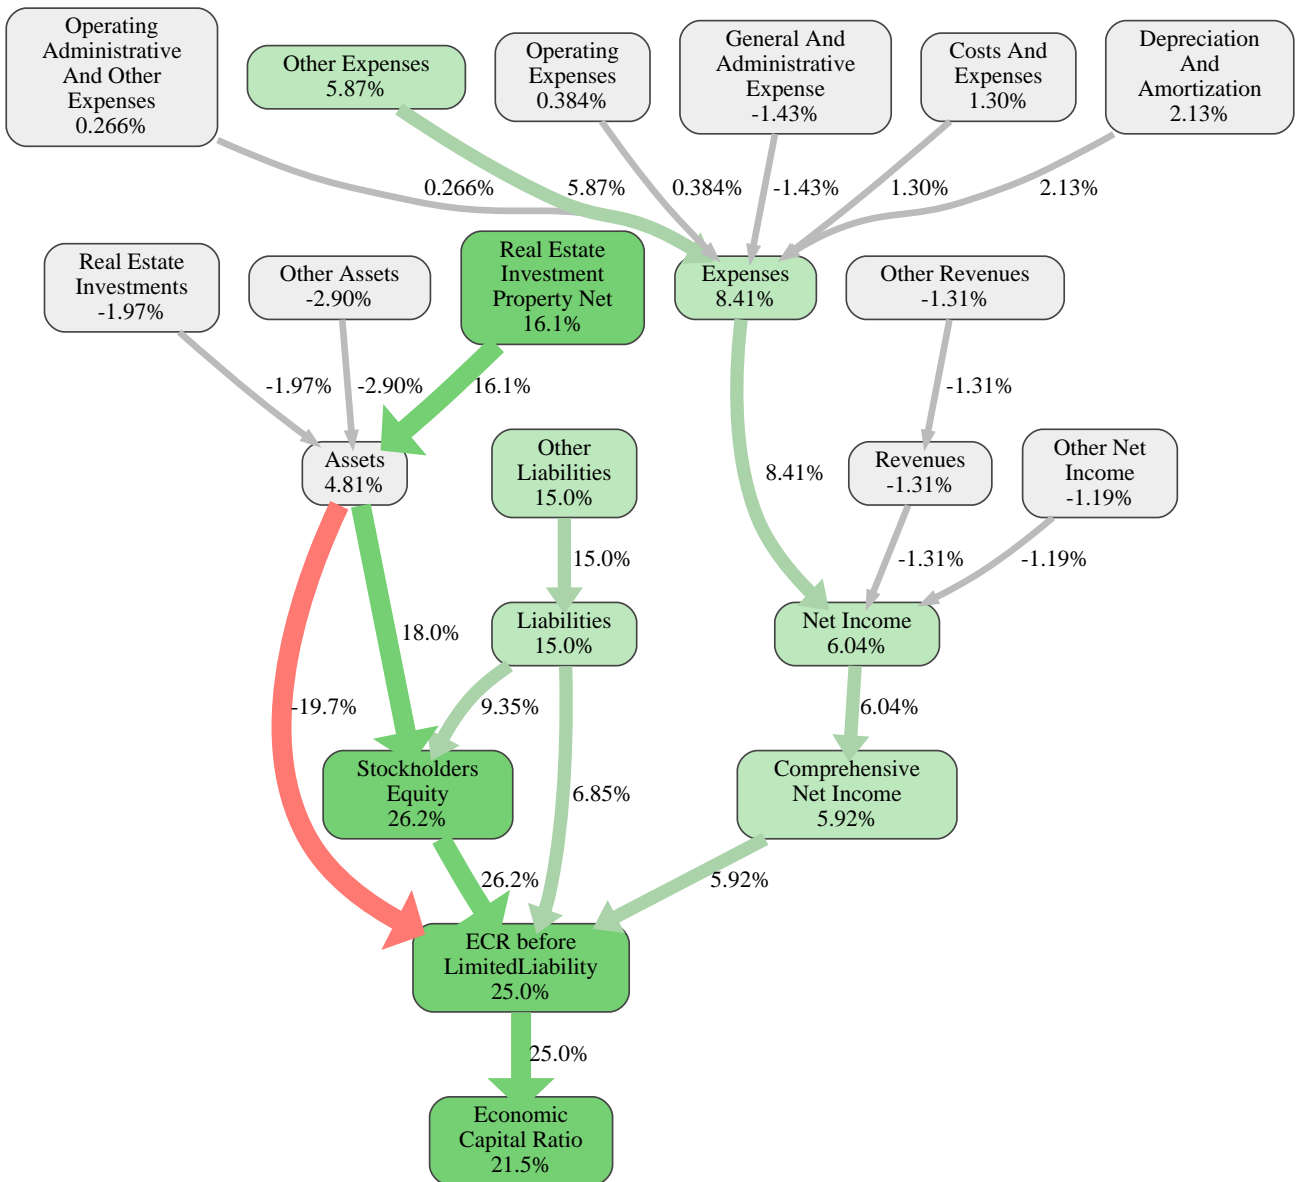 Operating
Administrative
And Other
Expenses
0.266%
Other Expenses
5.87%
Operating
Expenses
0.384%
General And
Administrative
Expense
-1.43%
Costs And
Expenses
1.30%
Depreciation
And
Amortization
2.13%
0.266%
5.87%
0.384%
-1.43%
1.30%
2.13%
Real Estate
Investments
-1.97%
Other Assets
-2.90%
Real Estate
Investment
Property Net
16.1%
Expenses
8.41%
Other Revenues
-1.31%
-1.97%
-2.90%
16.1%
-1.31%
Assets
4.81%
Other
Liabilities
15.0%
8.41%
Revenues
-1.31%
Other Net
Income
-1.19%
15.0%
-1.31%
-1.19%
Liabilities
15.0%
Net Income
6.04%
18.0%
-19.7%
9.35%
6.04%
Stockholders
Equity
26.2%
6.85%
Comprehensive
Net Income
5.92%
26.2%
5.92%
ECR before
LimitedLiability
25.0%
25.0%
Economic
Capital Ratio
21.5%